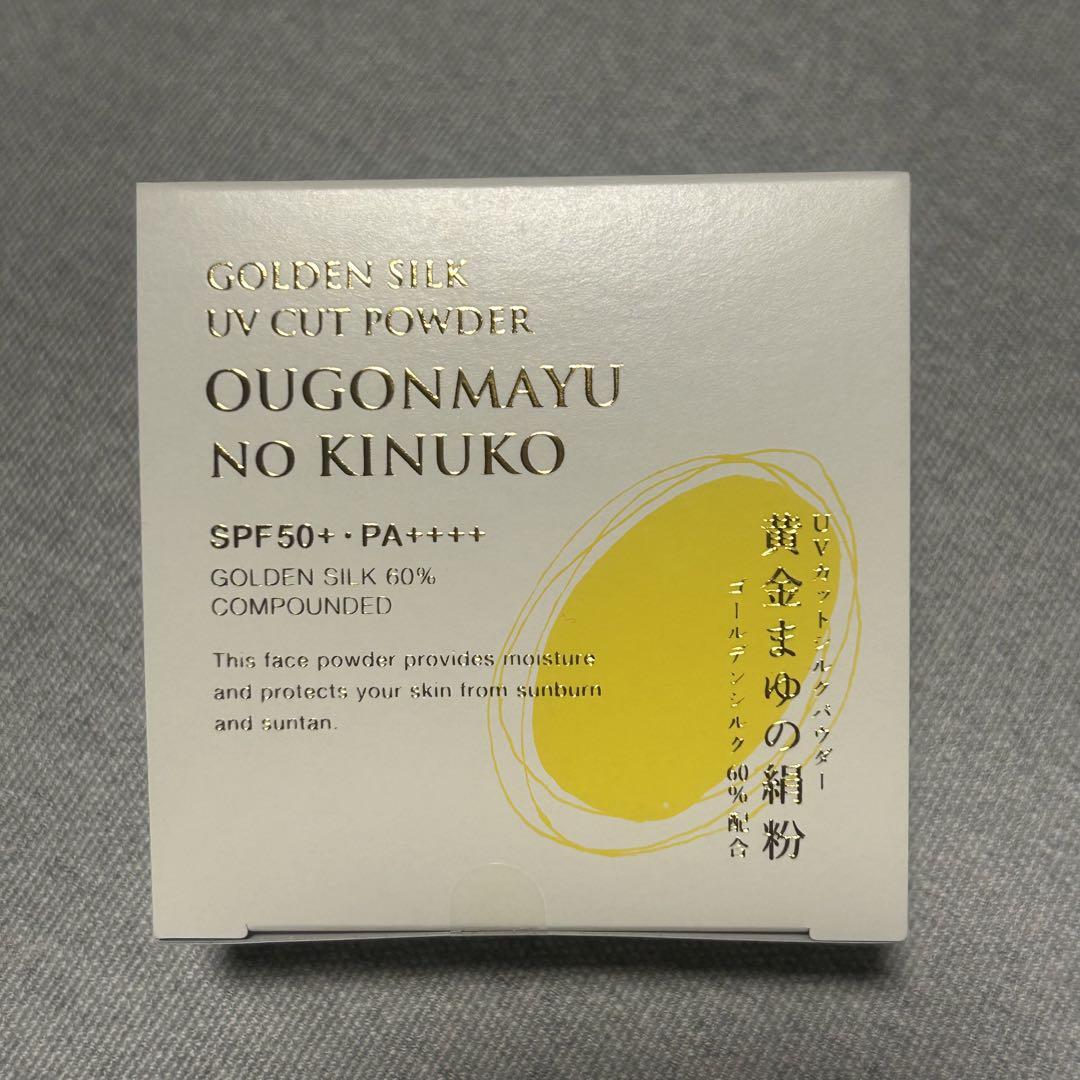 GOLDEN SILK
UV CUT POWDER
OUGONMAYU
NO KINUKO
SPF50+・PA++++
GOLDEN SILK 60%
COMPOUNDED
This face powder provides moisture
and protects your skin from sunburn
and suntan.
UVカットシルクパウダー
黄金まゆの絹粉
ゴールデンシルク60%配合